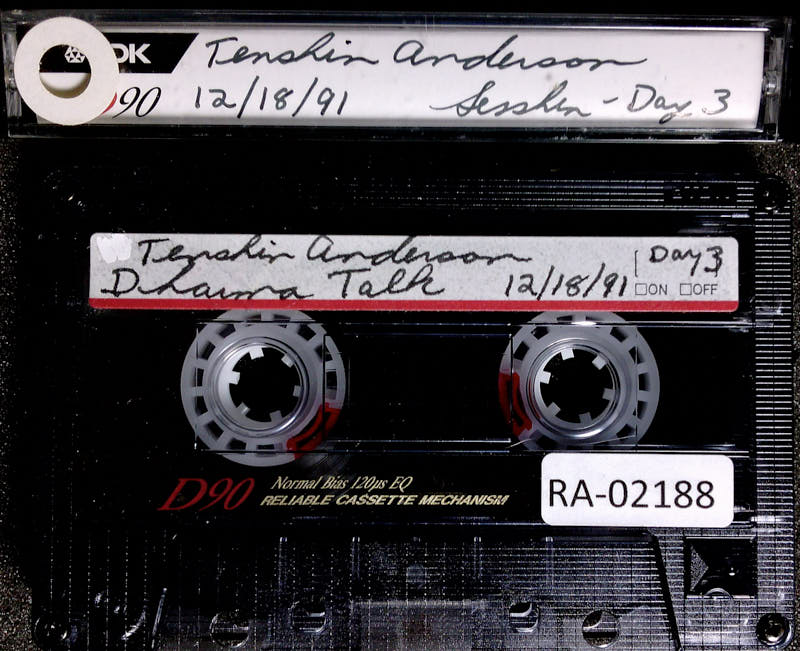 TDK Tenshin Anderson
D90 12/18/91 Sesshin - Day 3
Tenshin Anderson Day 3
Dharma Talk 12/18/91 ON OFF
D90 Normal Bias 120µs EQ
RELIABLE CASSETTE MECHANISM
RA-02188